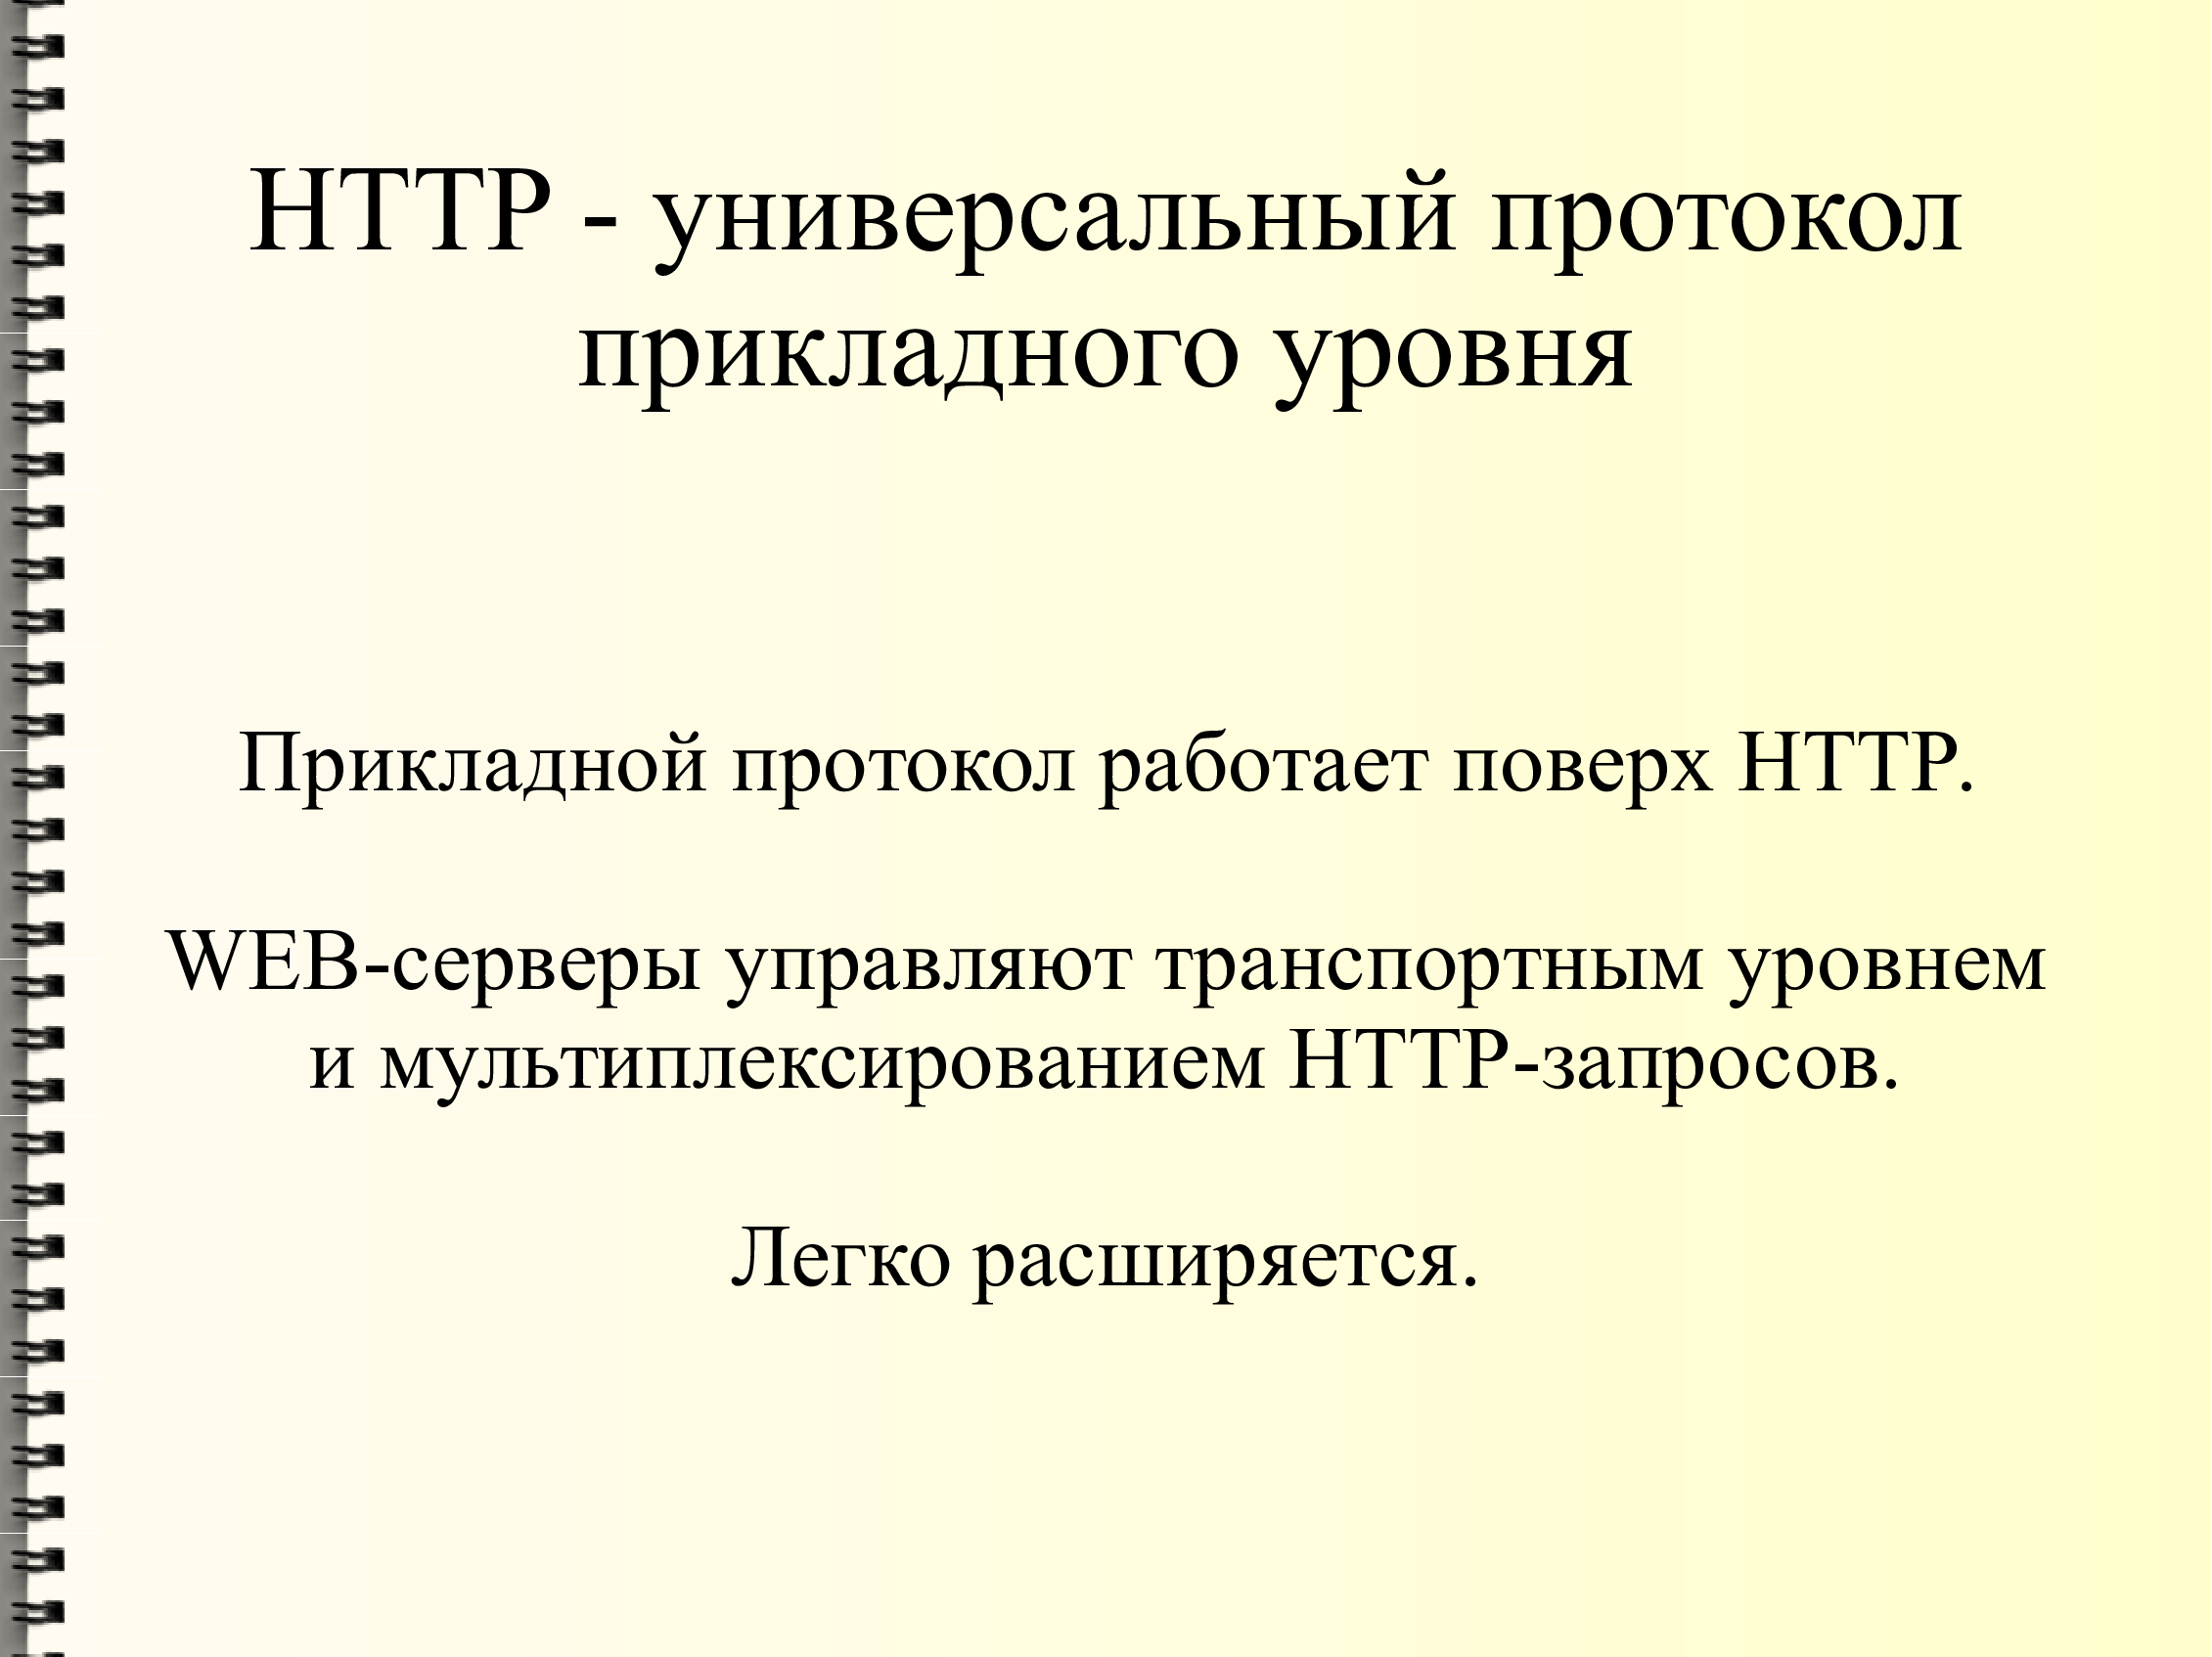 HTTP - универсальный протокол
прикладного уровня
Прикладной протокол работает поверх HTTP.
WEB-серверы управляют транспортным уровнем
и мультиплексированием HTTP-запросов.
Легко расширяется.